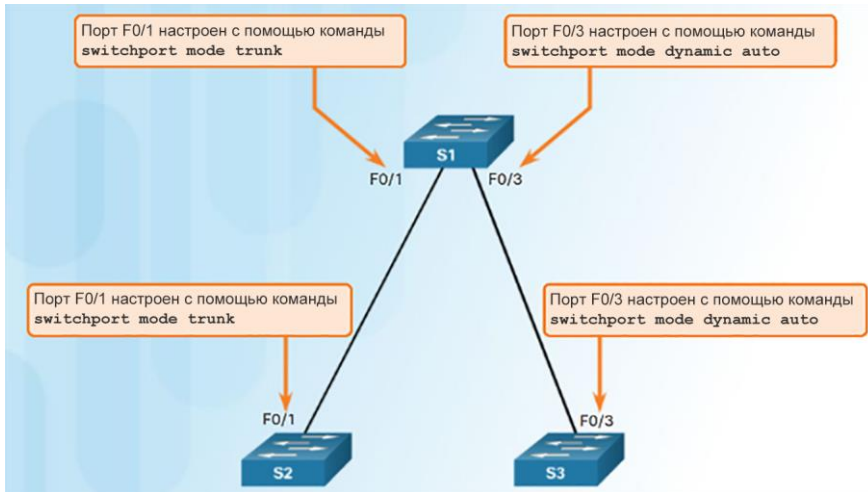 Порт F0/1 настроен с помощью команды
switchport mode trunk
Порт F0/3 настроен с помощью команды
switchport mode dynamic auto
S1
F0/1
F0/3
Порт F0/1 настроен с помощью команды
switchport mode trunk
Порт F0/3 настроен с помощью команды
switchport mode dynamic auto
F0/1
F0/3
S2
S3